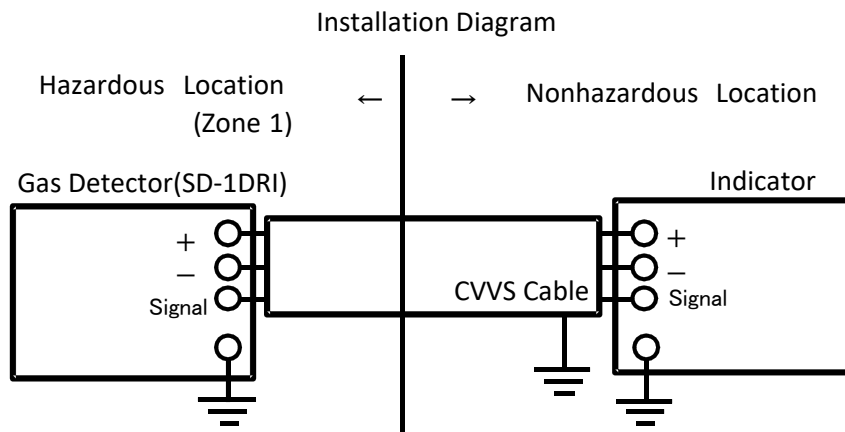 Installation Diagram
Hazardous Location
(Zone 1)
← →
Nonhazardous Location
Gas Detector(SD-1DRI)
Indicator
+
−
Signal
CVVS Cable
+
−
Signal